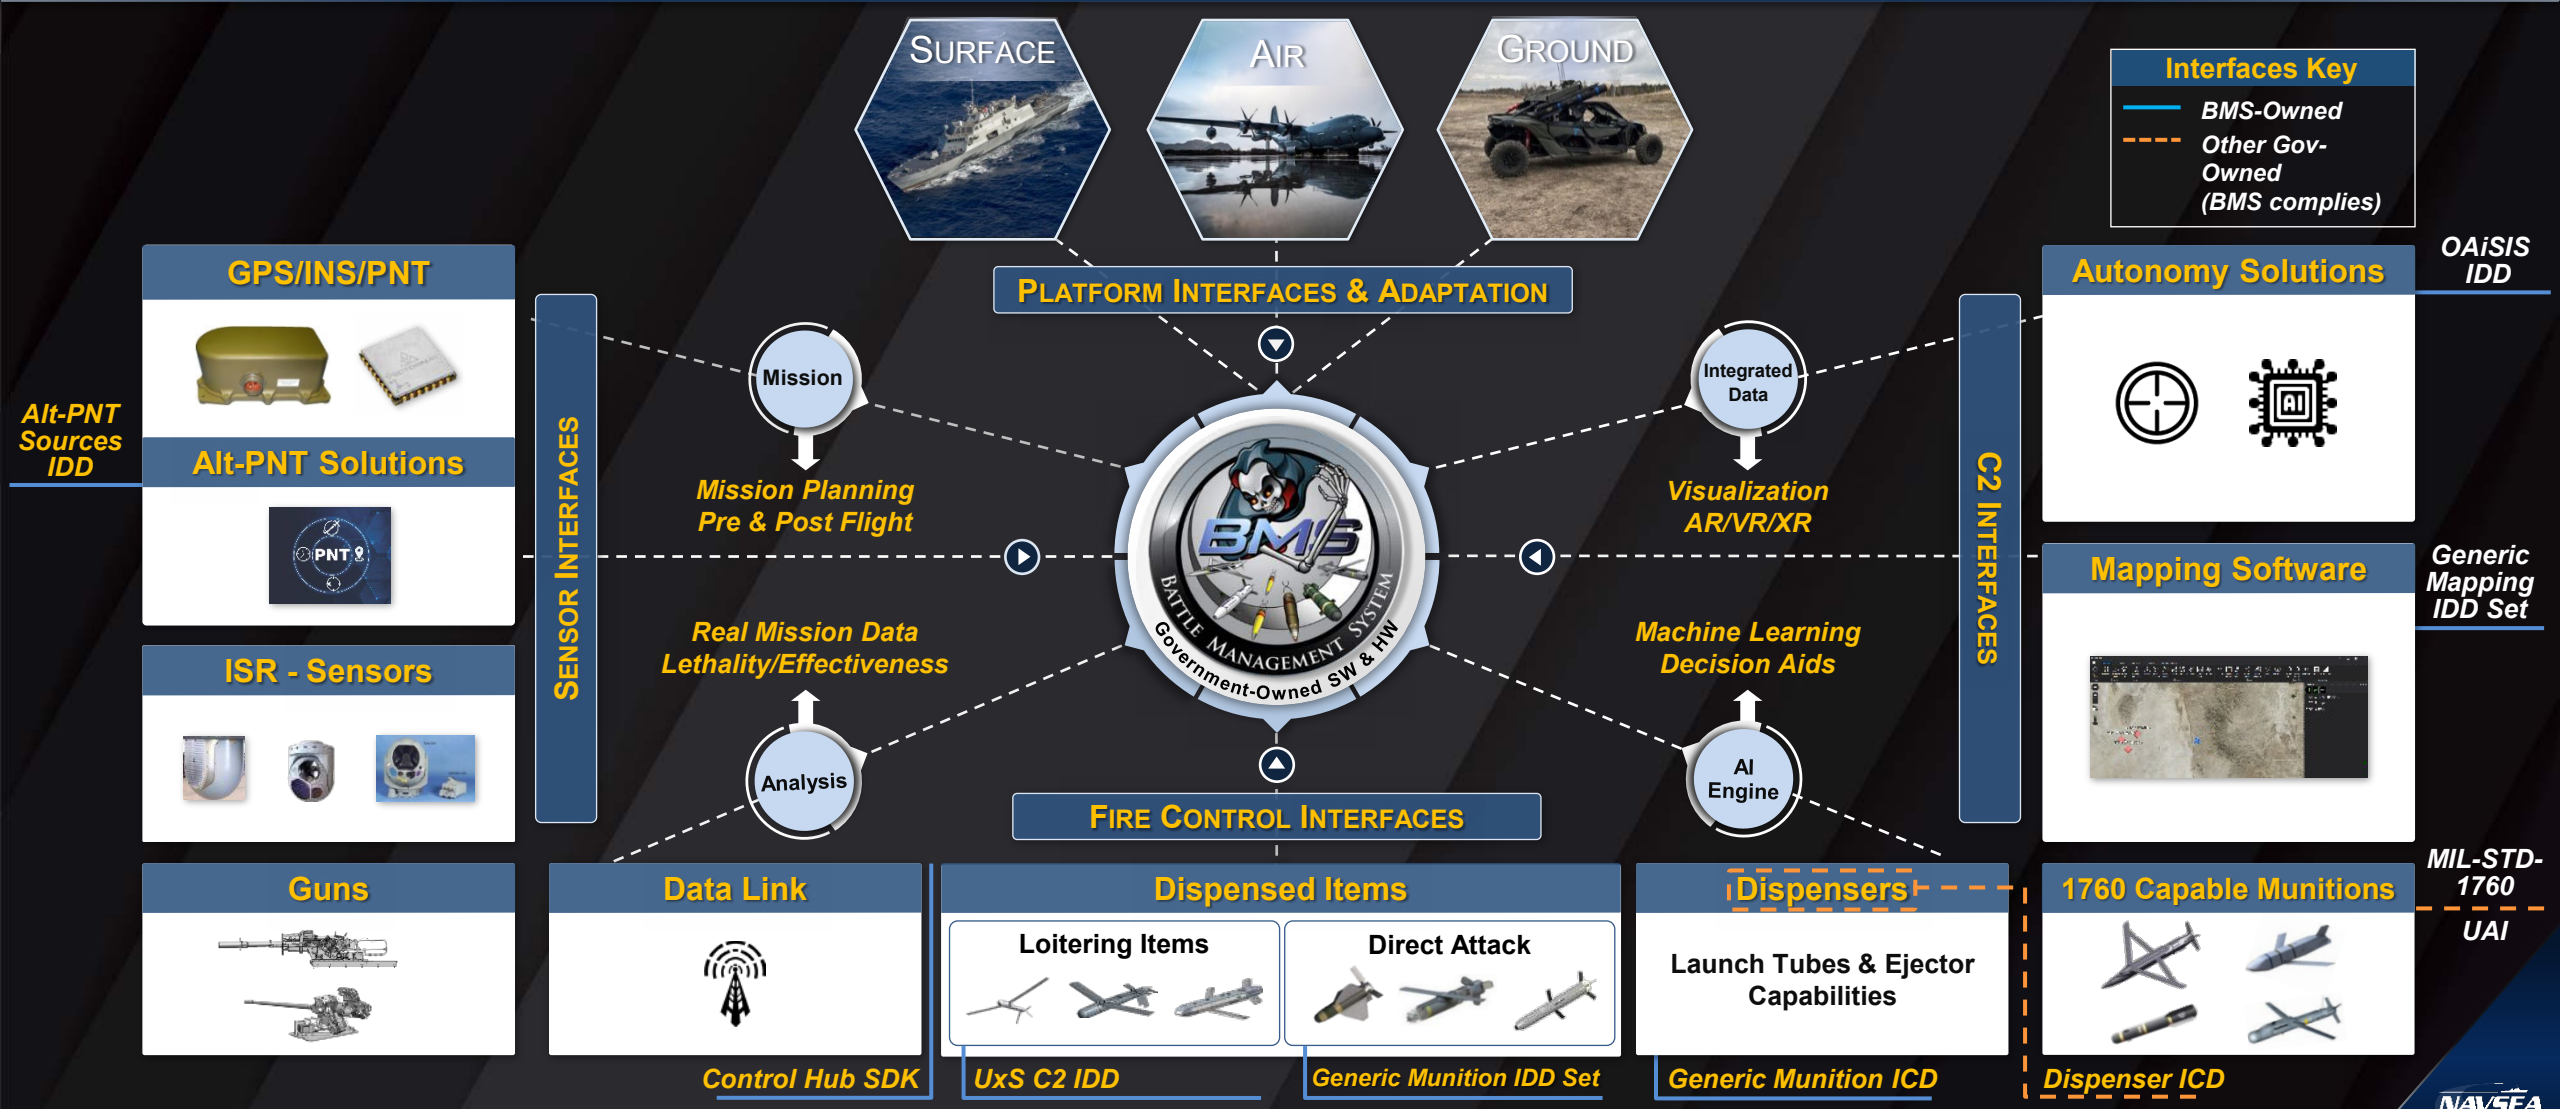 SURFACE
AIR
GROUND
Interfaces Key
BMS-Owned
Other Gov-
Owned
(BMS complies)
PLATFORM INTERFACES & ADAPTATION
GPS/INS/PNT
Alt-PNT
Sources
IDD
Alt-PNT Solutions
PNT
ISR - Sensors
Guns
SENSOR INTERFACES
Mission
Mission Planning
Pre & Post Flight
Real Mission Data
Lethality/Effectiveness
Analysis
BMS
BATTLE MANAGEMENT SYSTEM
Government-Owned SW & HW
Integrated
Data
Visualization
AR/VR/XR
Machine Learning
Decision Aids
AI
Engine
C2 INTERFACES
Autonomy Solutions
AI
OAiSIS
IDD
Mapping Software
Generic
Mapping
IDD Set
FIRE CONTROL INTERFACES
Data Link
Control Hub SDK
Dispensed Items
Loitering Items
Direct Attack
UxS C2 IDD
Generic Munition IDD Set
Dispensers
Launch Tubes & Ejector
Capabilities
Generic Munition ICD
1760 Capable Munitions
MIL-STD-
1760
UAI
Dispenser ICD
NAVSEA